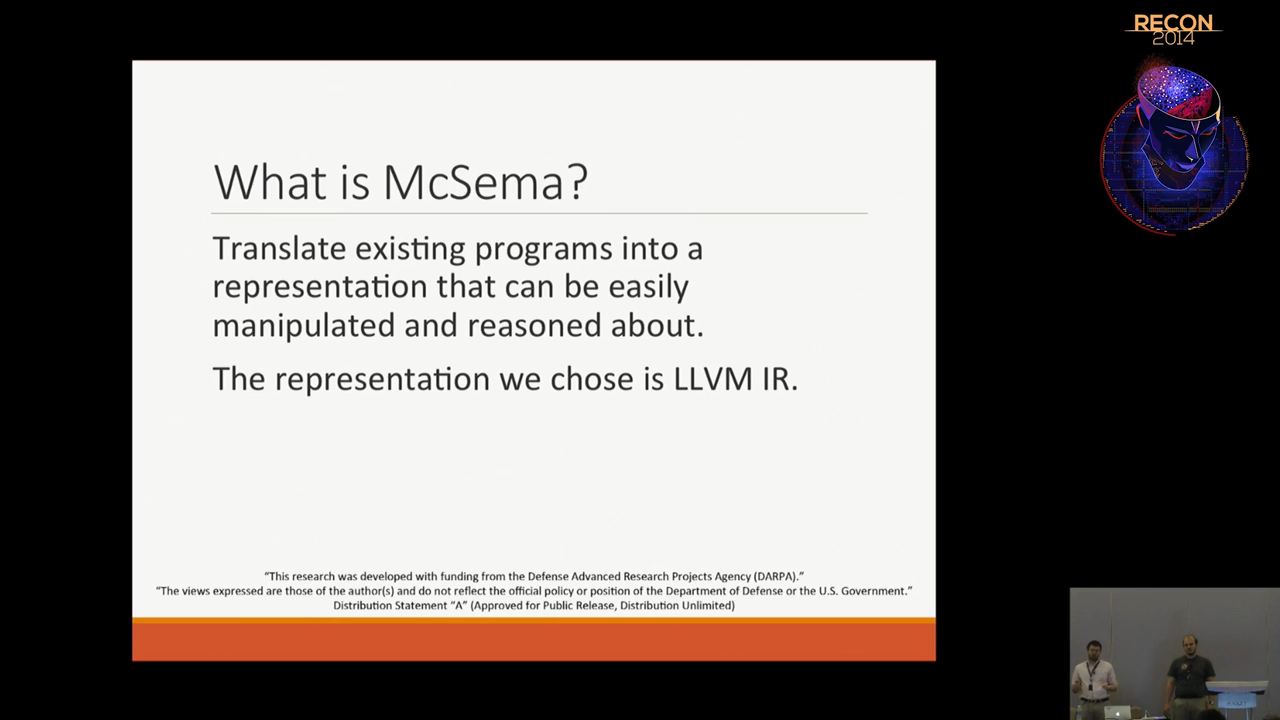 RECON
2014
What is McSema?
Translate existing programs into a
representation that can be easily
manipulated and reasoned about.
The representation we chose is LLVM IR.
“This research was developed with funding from the Defense Advanced Research Projects Agency (DARPA).”
“The views expressed are those of the author(s) and do not reflect the official policy or position of the Department of Defense or the U.S. Government.”
Distribution Statement “A” (Approved for Public Release, Distribution Unlimited)